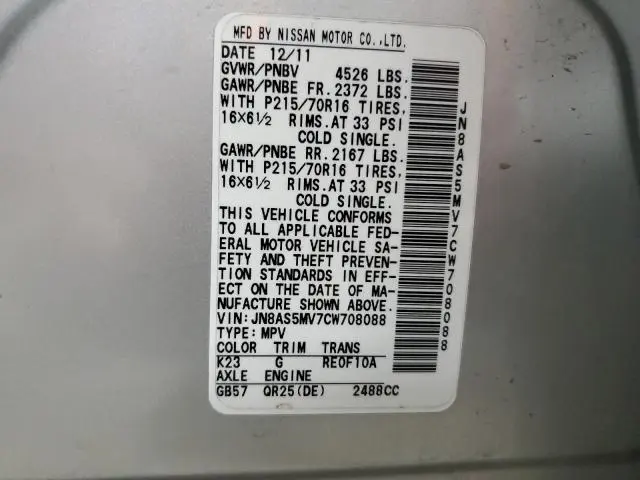 MFD BY NISSAN MOTOR CO.,LTD.
DATE 12/11
GVWR/PNBV 4526 LBS.
GAWR/PNBE FR. 2372 LBS.
WITH P215/70R16 TIRES,
16×6½ RIMS. AT 33 PSI
COLD SINGLE.
GAWR/PNBE RR. 2167 LBS.
WITH P215/70R16 TIRES,
16×6½ RIMS. AT 33 PSI
COLD SINGLE.
THIS VEHICLE CONFORMS
TO ALL APPLICABLE FED-
ERAL MOTOR VEHICLE SA-
FETY AND THEFT PREVEN-
TION STANDARDS IN EFF-
ECT ON THE DATE OF MA-
NUFACTURE SHOWN ABOVE.
VIN:JN8AS5MV7CW708088
TYPE:MPV
COLOR TRIM TRANS
K23 G RE0F10A
AXLE ENGINE
GB57 QR25(DE) 2488CC
JN8AS5MV7CW708088